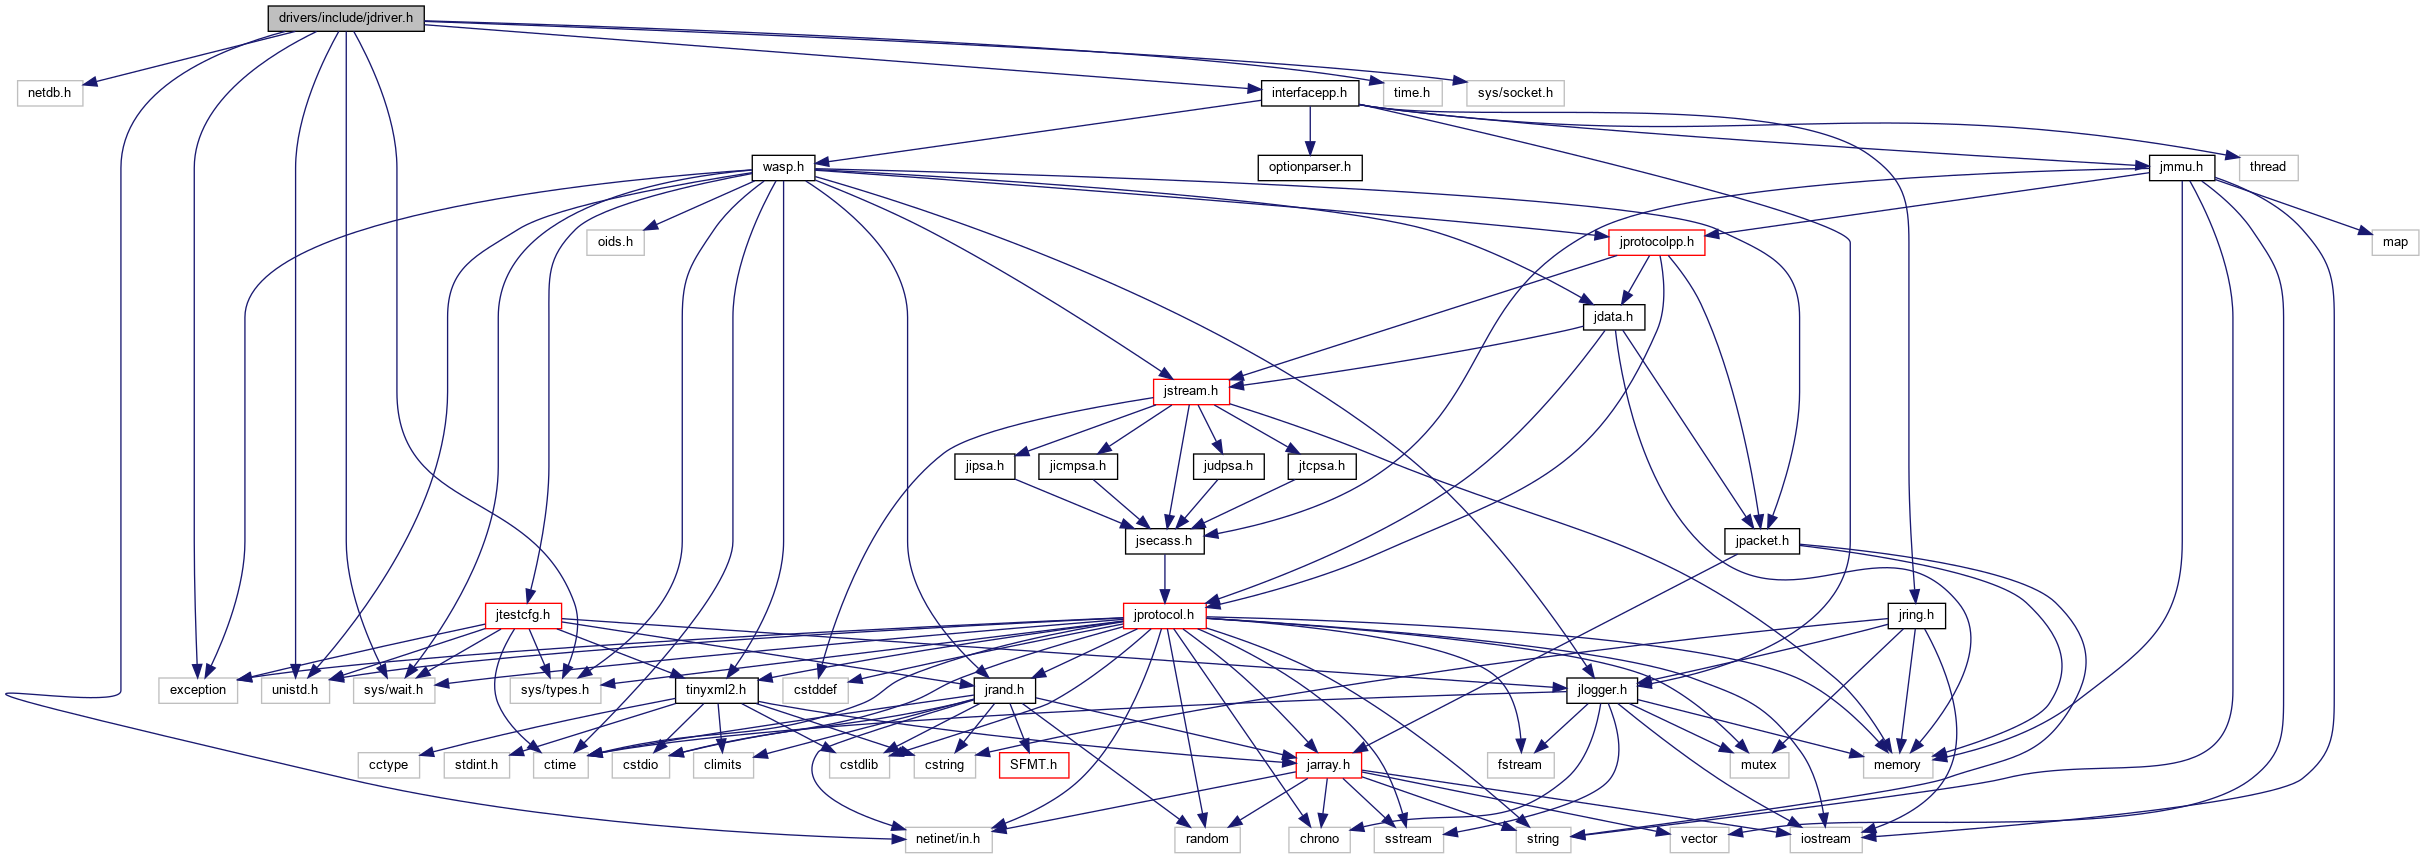 drivers/include/jdriver.h
netdb.h
interfacepp.h
time.h
sys/socket.h
wasp.h
optionparser.h
jmmu.h
thread
oids.h
jprotocolpp.h
map
jdata.h
jstream.h
jipsa.h
jicmpsa.h
judpsa.h
jtcpsa.h
jsecass.h
jpacket.h
jtestcfg.h
jprotocol.h
jring.h
exception
unistd.h
sys/wait.h
sys/types.h
tinyxml2.h
cstddef
jrand.h
jlogger.h
cctype
stdint.h
ctime
cstdio
climits
cstdlib
cstring
SFMT.h
jarray.h
fstream
mutex
memory
netinet/in.h
random
chrono
sstream
string
vector
iostream